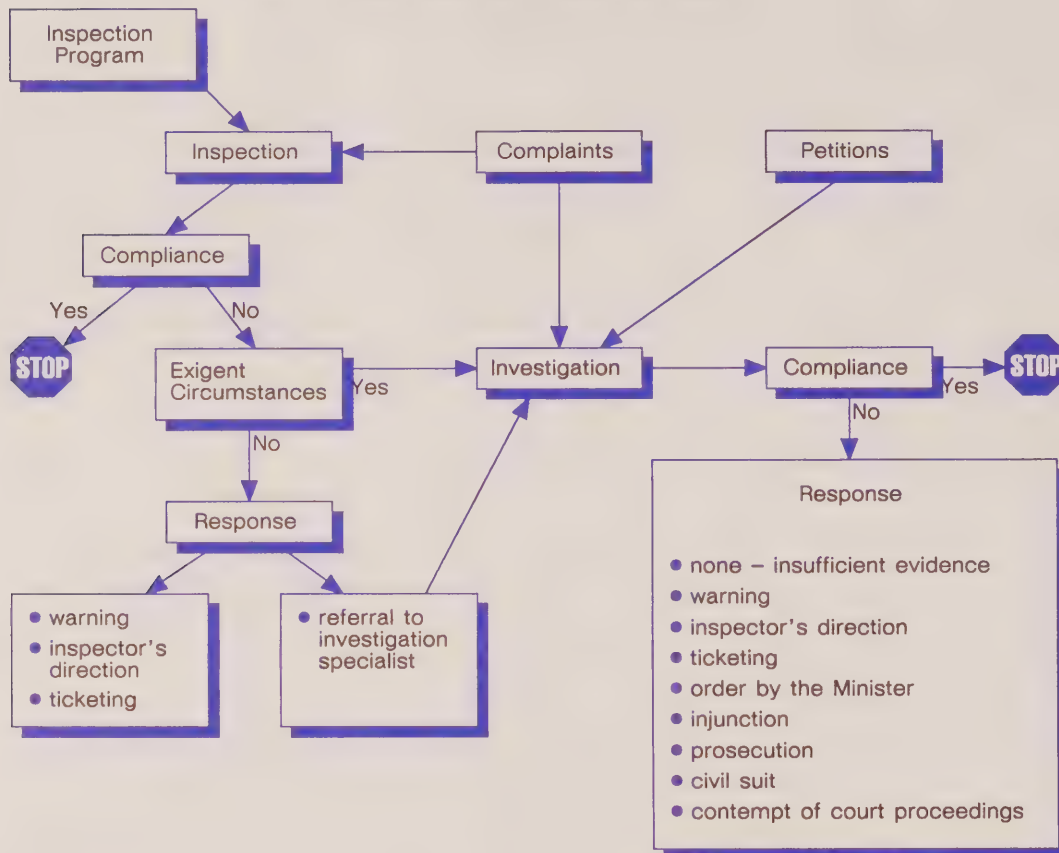 Inspection
Program
Inspection
Complaints
Petitions
Compliance
Yes
No
STOP
Exigent
Circumstances
Yes
Investigation
Compliance
Yes
STOP
No
No
Response
• warning
• inspector's
direction
• ticketing
• referral to
investigation
specialist
Response
• none – insufficient evidence
• warning
• inspector's direction
• ticketing
• order by the Minister
• injunction
• prosecution
• civil suit
• contempt of court proceedings